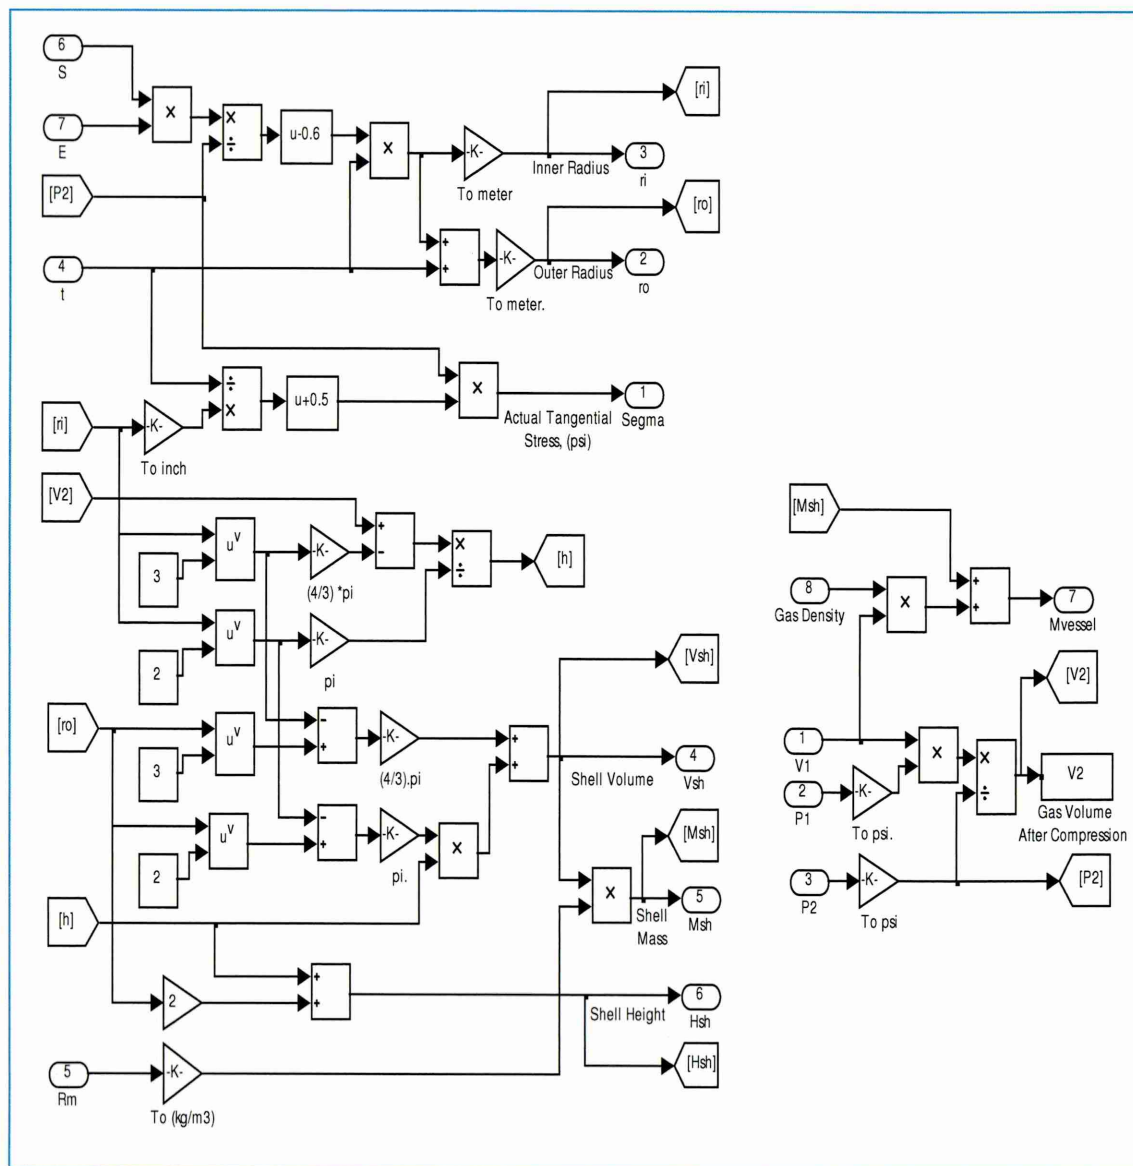 6
S
×
[ri]
7
E
×
÷
u-0.6
×
-K-
Inner Radius
3
ri
To meter
[P2]
[ro]
4
t
+
+
-K-
Outer Radius
2
ro
To meter.
÷
×
u+0.5
×
Actual Tangential
Stress, (psi)
1
Segma
[ri]
-K-
To inch
[V2]
3
u^v
-K-
(4/3) *pi
+
-
×
÷
[h]
2
u^v
-K-
pi
[Vsh]
[ro]
3
u^v
-
+
-K-
(4/3).pi
+
+
Shell Volume
4
Vsh
2
u^v
-
+
-K-
pi.
×
[Msh]
×
Shell
Mass
5
Msh
[h]
2
+
+
Shell Height
6
Hsh
[Hsh]
5
Rm
-K-
To (kg/m3)
[Msh]
8
Gas Density
×
+
+
7
Mvessel
[V2]
1
V1
×
×
÷
V2
Gas Volume
After Compression
2
P1
-K-
To psi.
3
P2
-K-
To psi
[P2]